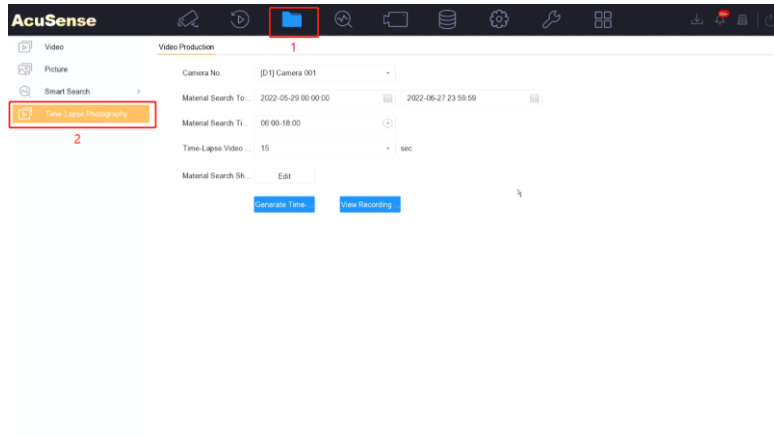 AcuSense
1
Video
Picture
Smart Search
Time-Lapse Photography
2
Video Production
Camera No. [D1] Camera 001
Material Search To... 2022-05-29 00:00:00 2022-06-27 23:59:59
Material Search Ti... 06:00-18:00
Time-Lapse Video ... 15 sec
Material Search Sh... Edit
Generate Time-... View Recording ...